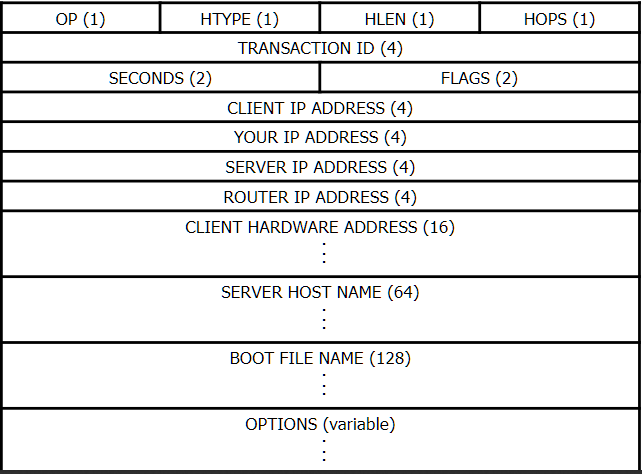 OP (1) HTYPE (1) HLEN (1) HOPS (1)
TRANSACTION ID (4)
SECONDS (2) FLAGS (2)
CLIENT IP ADDRESS (4)
YOUR IP ADDRESS (4)
SERVER IP ADDRESS (4)
ROUTER IP ADDRESS (4)
CLIENT HARDWARE ADDRESS (16)
SERVER HOST NAME (64)
BOOT FILE NAME (128)
OPTIONS (variable)